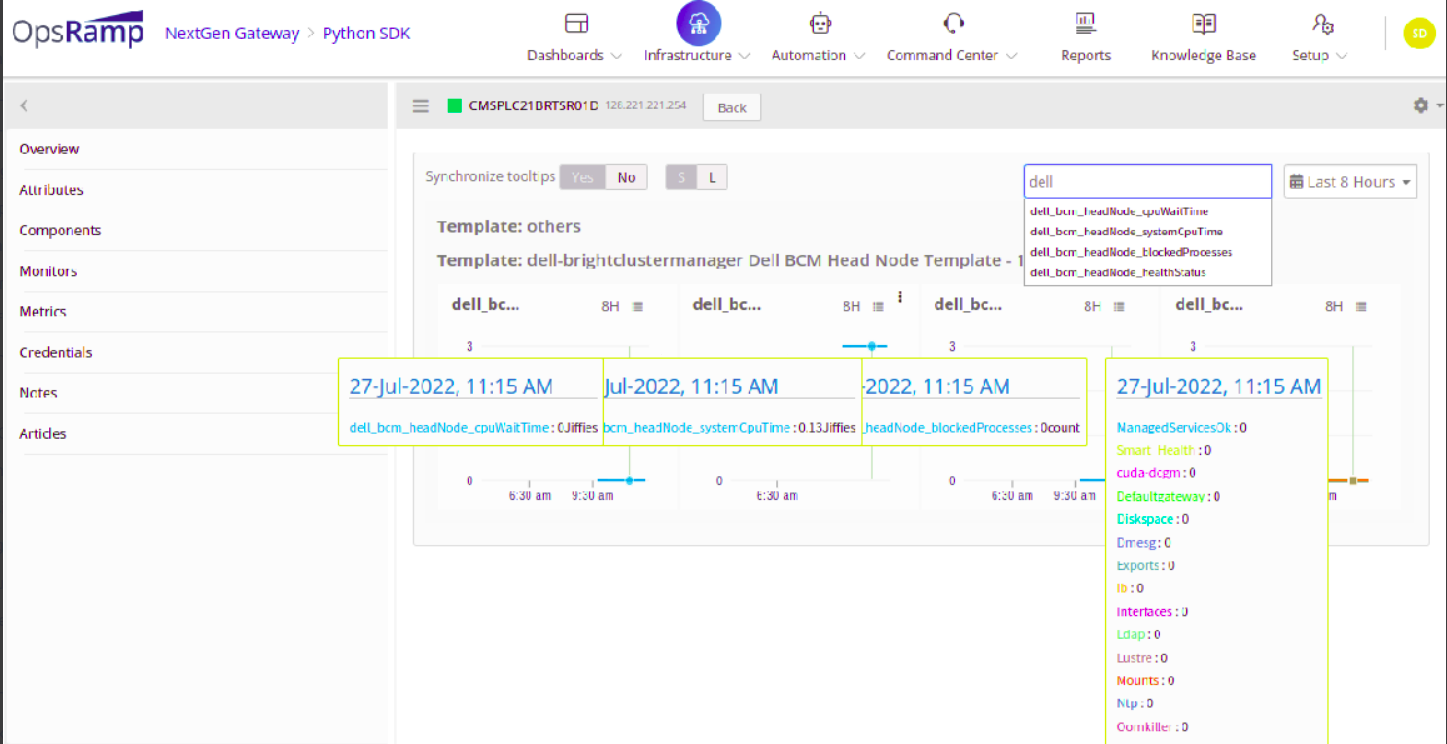 OpsRamp NextGen Gateway > Python SDK
Dashboards Infrastructure Automation Command Center Reports Knowledge Base Setup SD
CMSPLC21BRTSR01D 126.221.221.254 Back
Overview
Attributes
Components
Monitors
Metrics
Credentials
Notes
Articles
Synchronize tooltips Yes No S L dell Last 8 Hours
dell_bcm_headNode_cpuWaitTime
dell_bcm_headNode_systemCpuTime
dell_bcm_headNode_blockedProcesses
dell_bcm_headNode_healthStatus
Template: others
Template: dell-brightclustermanager Dell BCM Head Node Template - 1
dell_bc... 8H dell_bc... 8H dell_bc... 8H dell_bc... 8H
3 3 3
27-Jul-2022, 11:15 AM Jul-2022, 11:15 AM -2022, 11:15 AM 27-Jul-2022, 11:15 AM
dell_bcm_headNode_cpuWaitTime : 0Jiffies bcm_headNode_systemCpuTime : 0.13Jiffies _headNode_blockedProcesses : 0count
0 0 0
6:30 am 9:30 am 6:30 am 6:30 am 9:30 am m
NanagedServicesOk : 0
Smart Health : 0
cuda-dcgm : 0
Defaultgateway : 0
Diskspace : 0
Dmesg : 0
Exports : 0
Ib : 0
Interfaces : 0
Ldap : 0
Lustre : 0
Mounts : 0
Ntp : 0
Oomkiller : 0